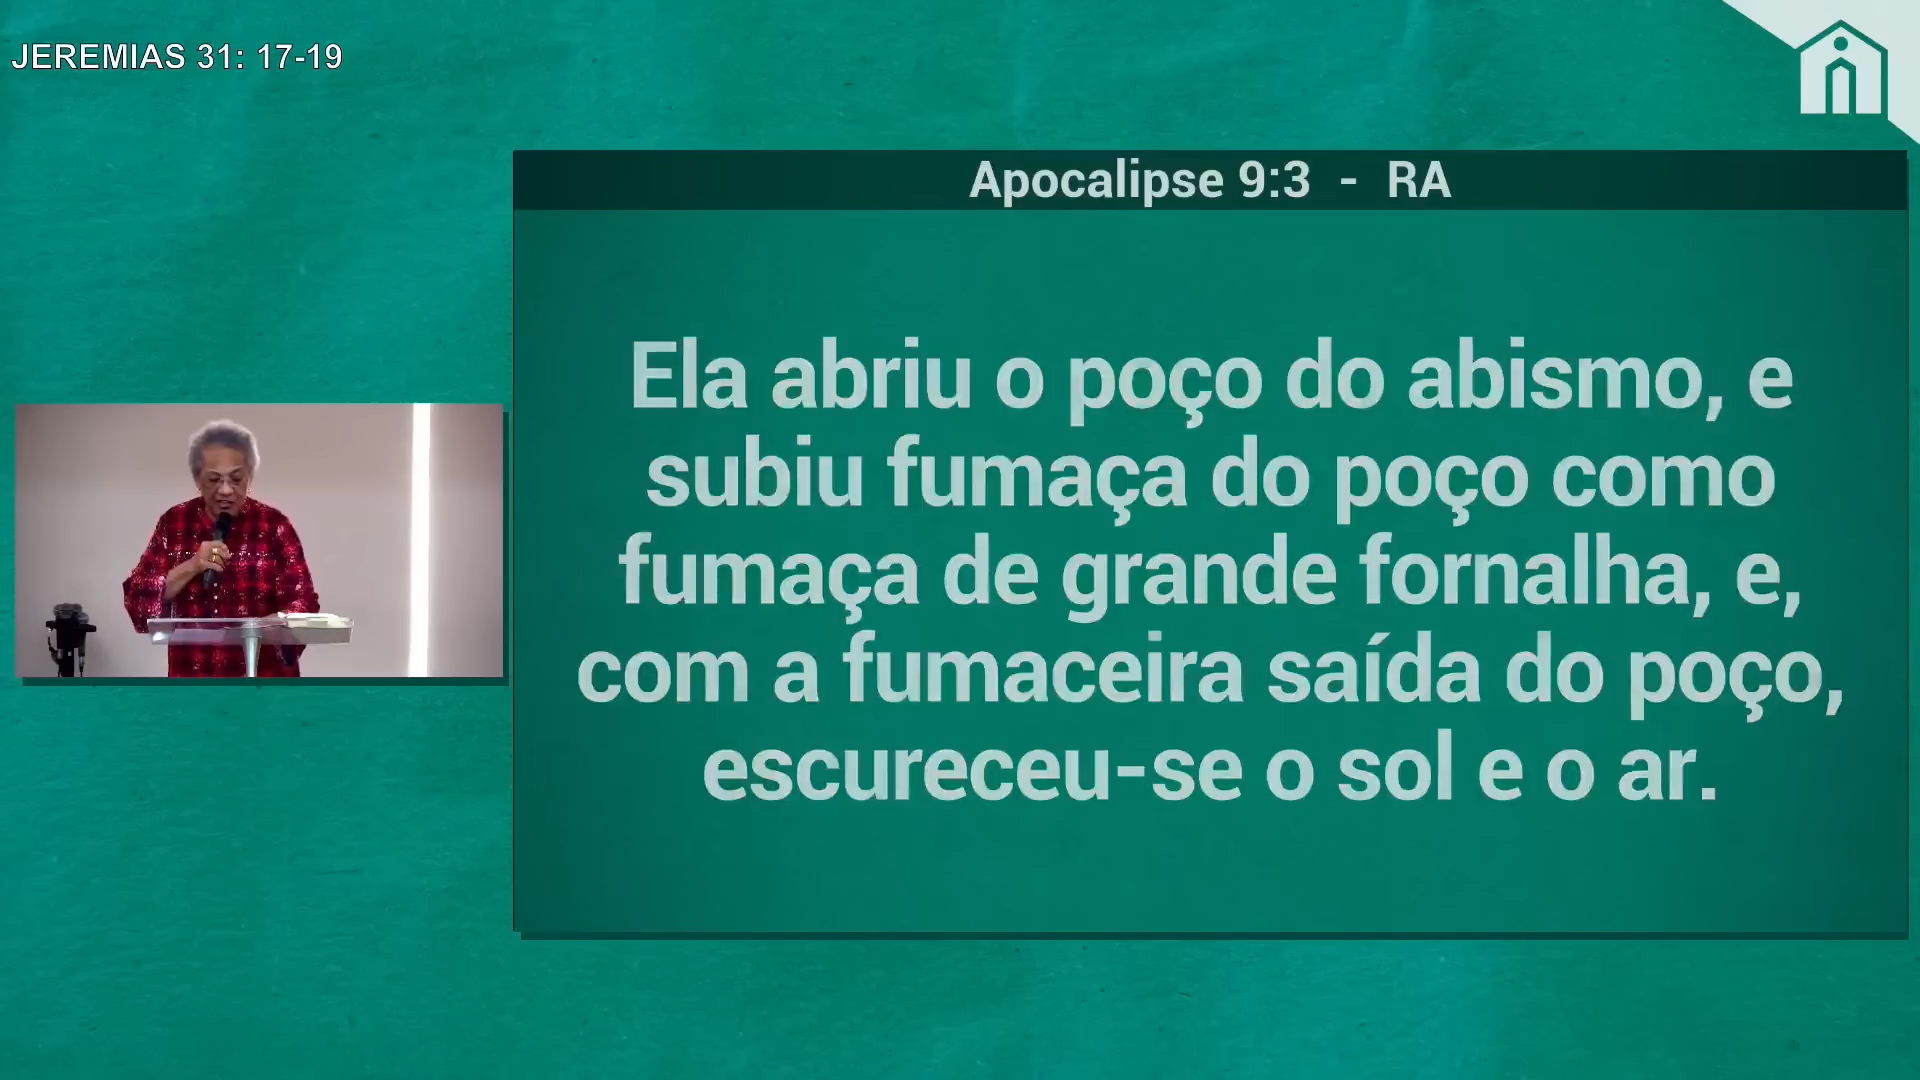 JEREMIAS 31: 17-19
Apocalipse 9:3 - RA
Ela abriu o poço do abismo, e
subiu fumaça do poço como
fumaça de grande fornalha, e,
com a fumaceira saída do poço,
escureceu-se o sol e o ar.